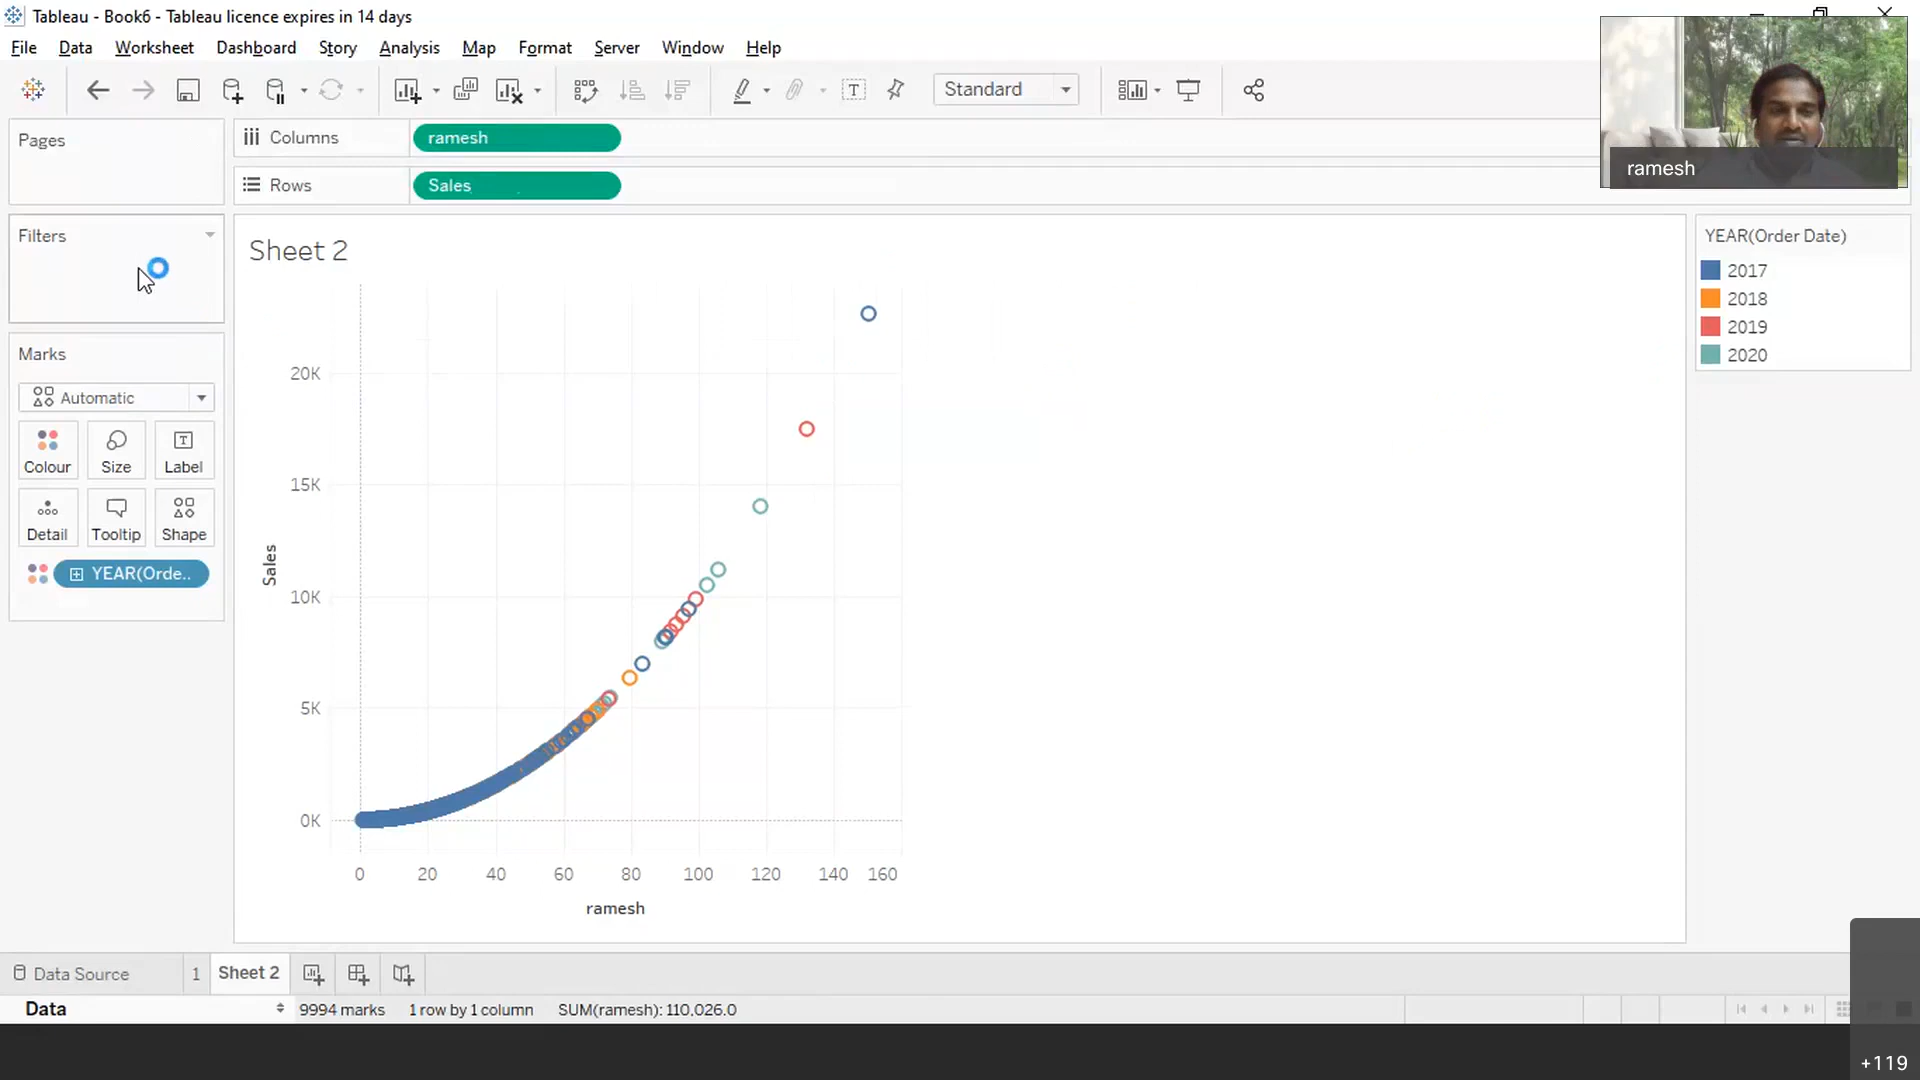 Tableau - Book6 - Tableau licence expires in 14 days
File Data Worksheet Dashboard Story Analysis Map Format Server Window Help
Standard
ramesh
Pages
Columns ramesh
Rows Sales
Filters
Sheet 2
YEAR(Order Date)
2017
2018
2019
2020
Marks
Automatic
Colour Size Label
Detail Tooltip Shape
YEAR(Orde..
Sales
20K
15K
10K
5K
0K
0 20 40 60 80 100 120 140 160
ramesh
Data Source 1 Sheet 2
Data 9994 marks 1 row by 1 column SUM(ramesh): 110,026.0
+119